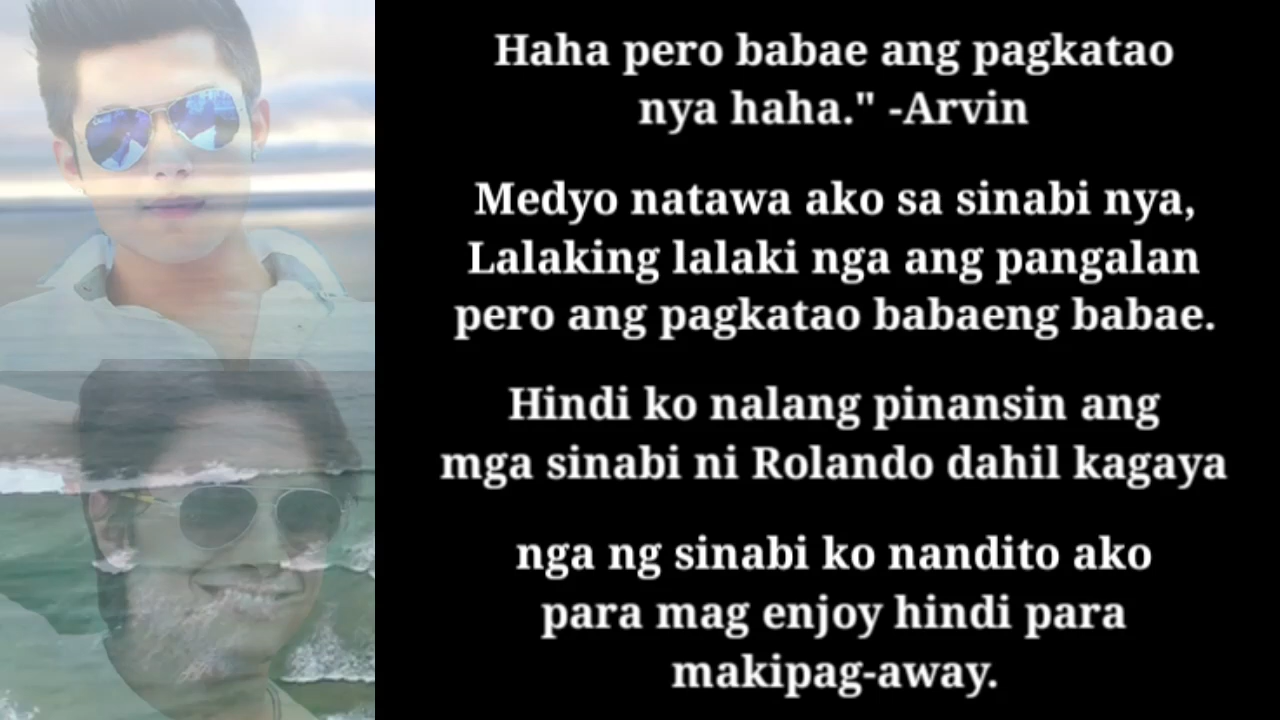 Haha pero babae ang pagkatao
nya haha." -Arvin
Medyo natawa ako sa sinabi nya,
Lalaking lalaki nga ang pangalan
pero ang pagkatao babaeng babae.
Hindi ko nalang pinansin ang
mga sinabi ni Rolando dahil kagaya
nga ng sinabi ko nandito ako
para mag enjoy hindi para
makipag-away.